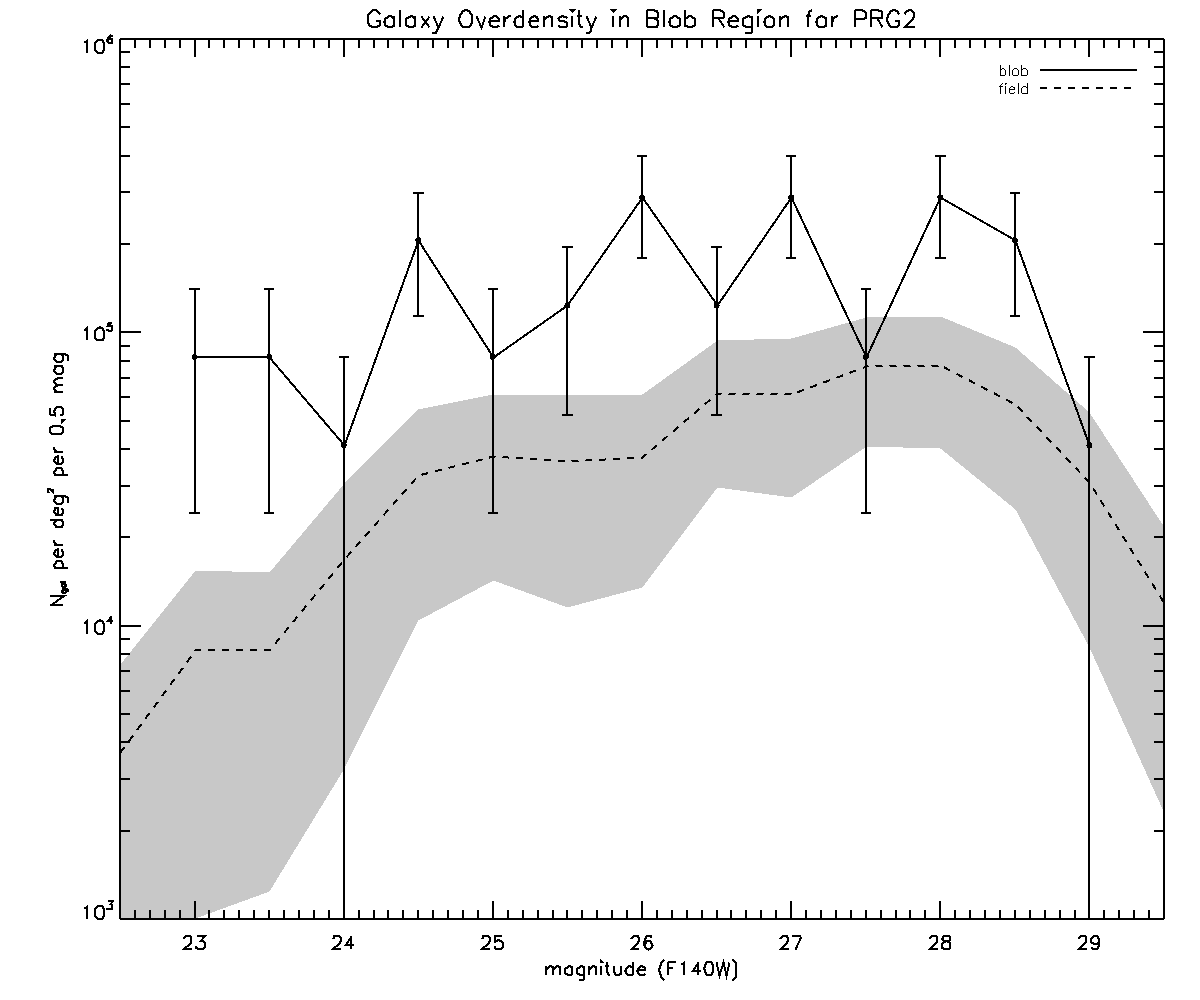 Galaxy Overdensity in Blob Region for PRG2
blob
field
10⁶
10⁵
10⁴
10³
N_gal per deg² per 0.5 mag
23 24 25 26 27 28 29
magnitude (F140W)